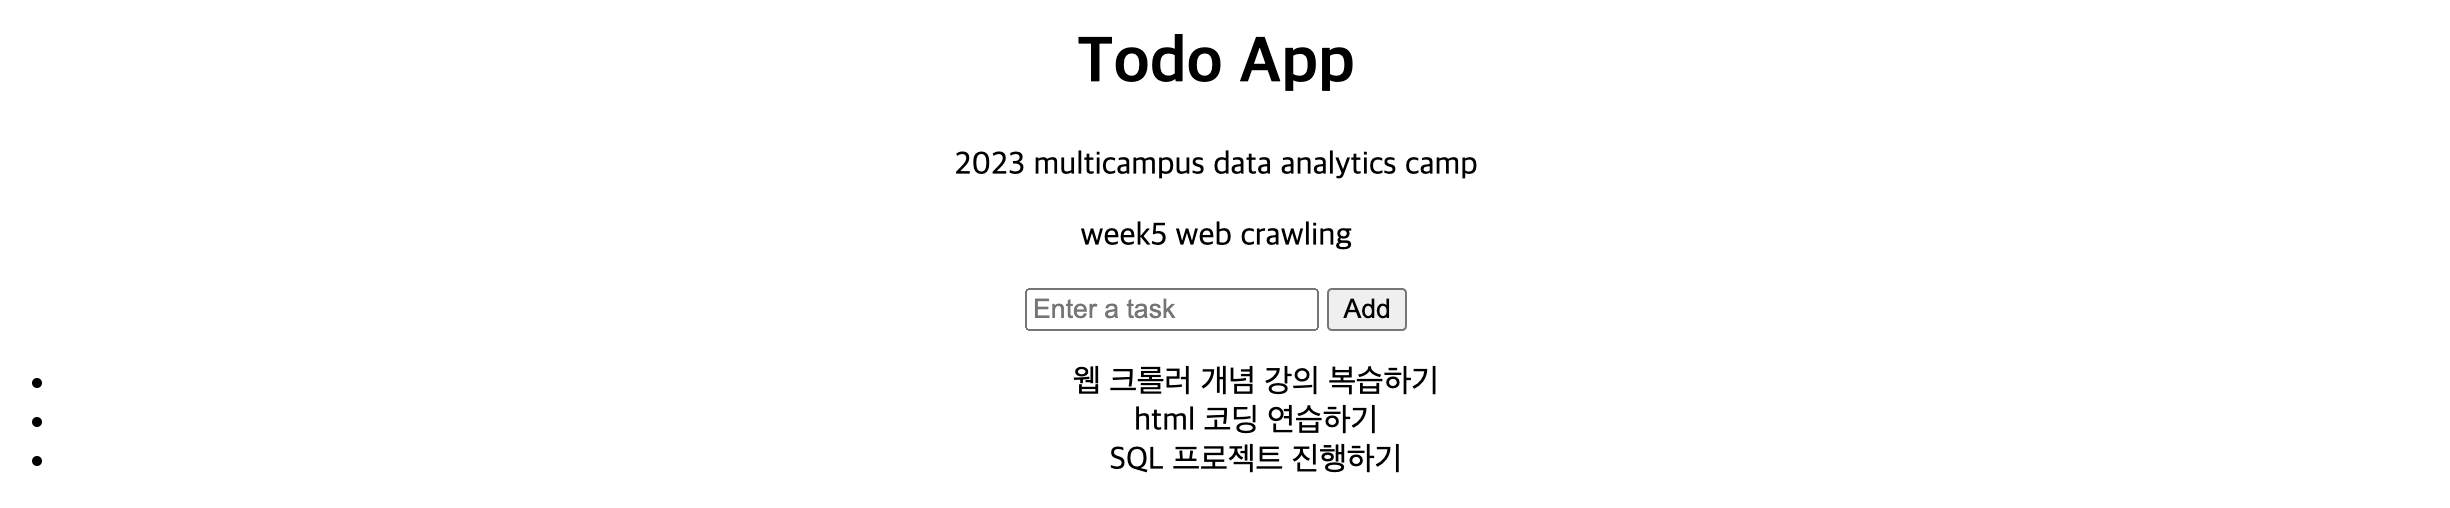 Todo App
2023 multicampus data analytics camp
week5 web crawling
Enter a task Add
웹 크롤러 개념 강의 복습하기
html 코딩 연습하기
SQL 프로젝트 진행하기